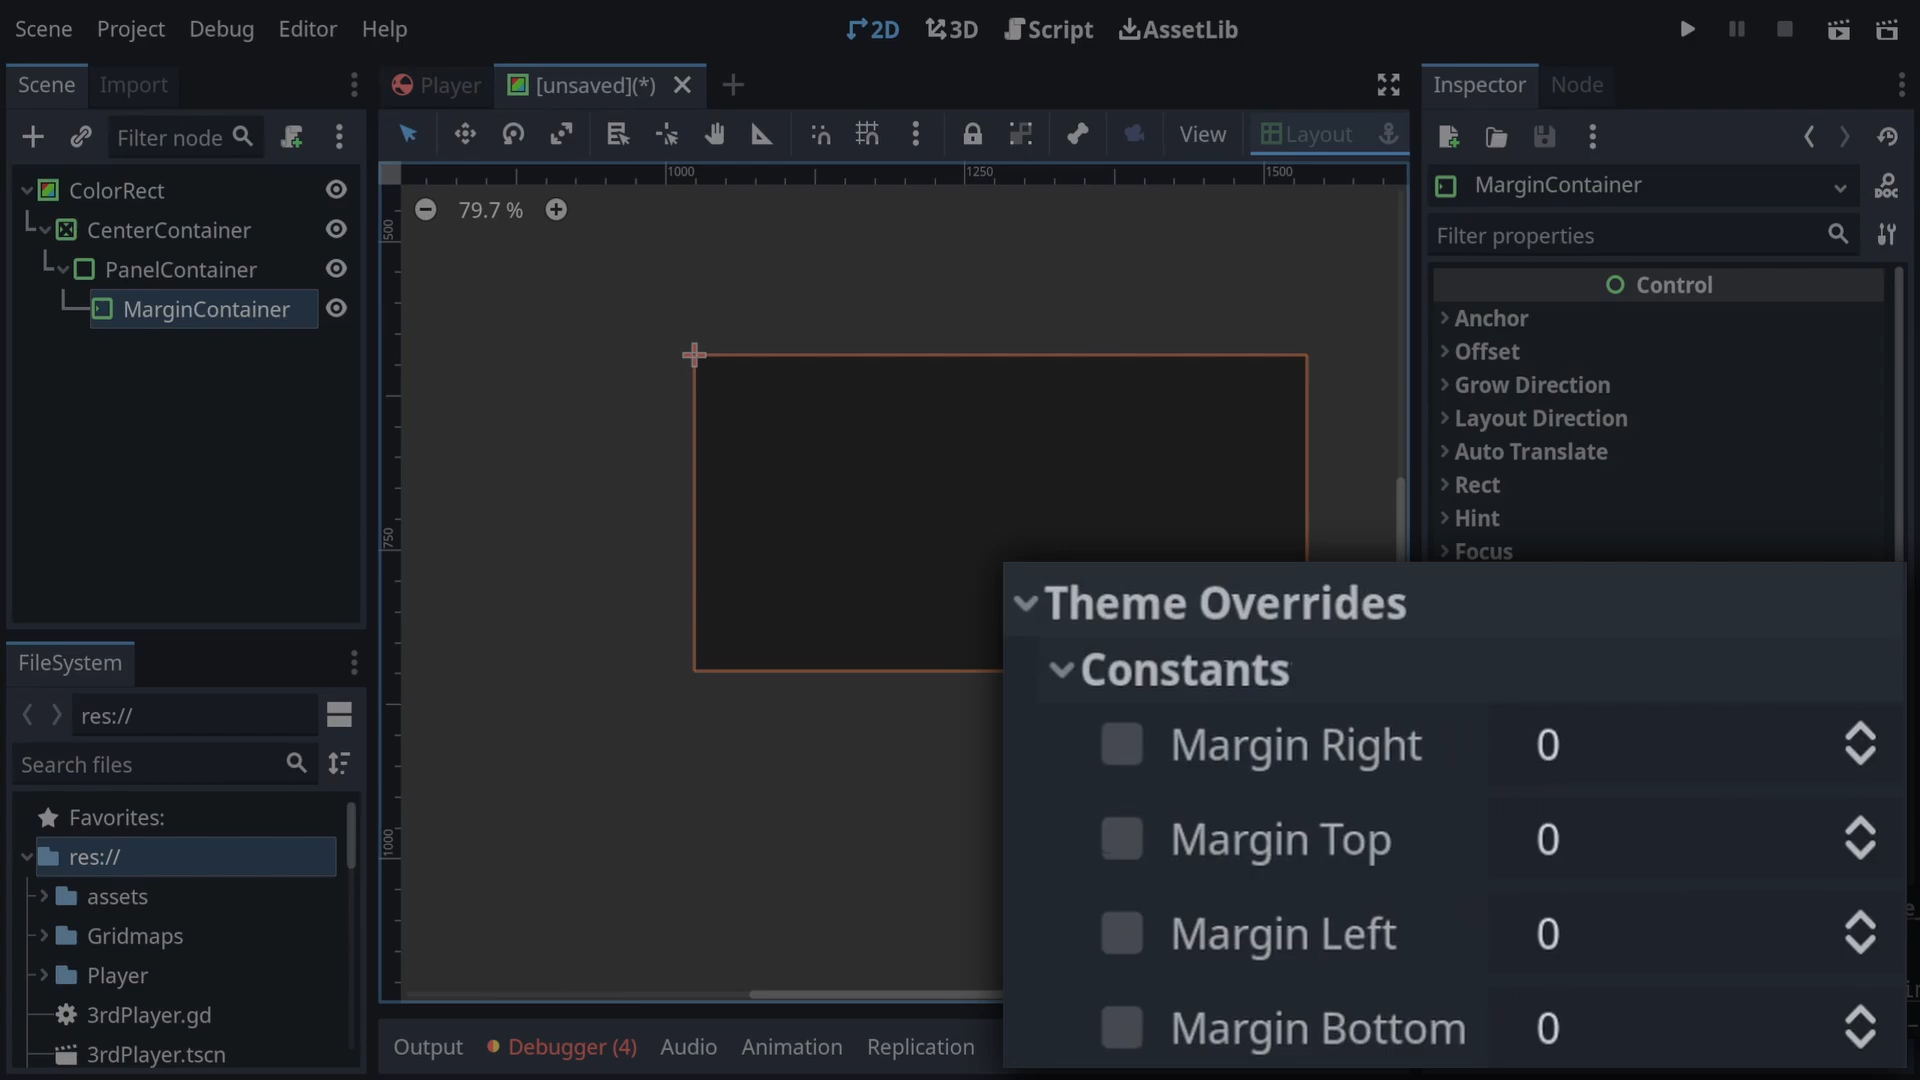 Scene Project Debug Editor Help
2D 3D Script AssetLib
Scene Import
Filter node
ColorRect
CenterContainer
PanelContainer
MarginContainer
FileSystem
res://
Search files
Favorites:
res://
assets
Gridmaps
Player
3rdPlayer.gd
3rdPlayer.tscn
Player [unsaved](*)
View Layout
1000 1250 1500
79.7 %
500
750
1000
Output Debugger (4) Audio Animation Replication
Inspector Node
MarginContainer
DOC
Filter properties
Control
Anchor
Offset
Grow Direction
Layout Direction
Auto Translate
Rect
Hint
Focus
Theme Overrides
Constants
Margin Right 0
Margin Top 0
Margin Left 0
Margin Bottom 0